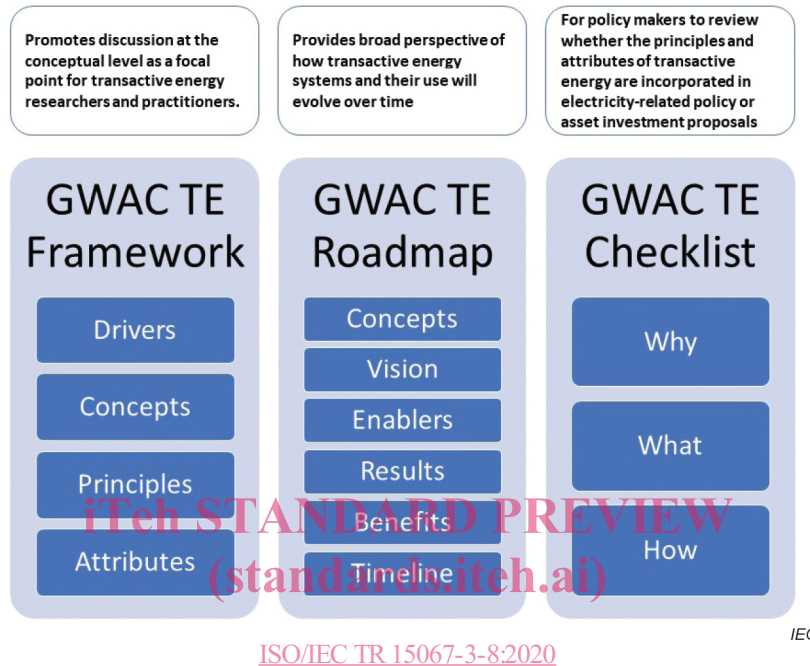 Promotes discussion at the
conceptual level as a focal
point for transactive energy
researchers and practitioners.
Provides broad perspective of
how transactive energy
systems and their use will
evolve over time
For policy makers to review
whether the principles and
attributes of transactive
energy are incorporated in
electricity-related policy or
asset investment proposals
GWAC TE
Framework
Drivers
Concepts
Principles
Attributes
GWAC TE
Roadmap
Concepts
Vision
Enablers
Results
Benefits
Timeline
GWAC TE
Checklist
Why
What
How
iTeh STANDARD PREVIEW
(standards.iteh.ai)
IEC
ISO/IEC TR 15067-3-8:2020